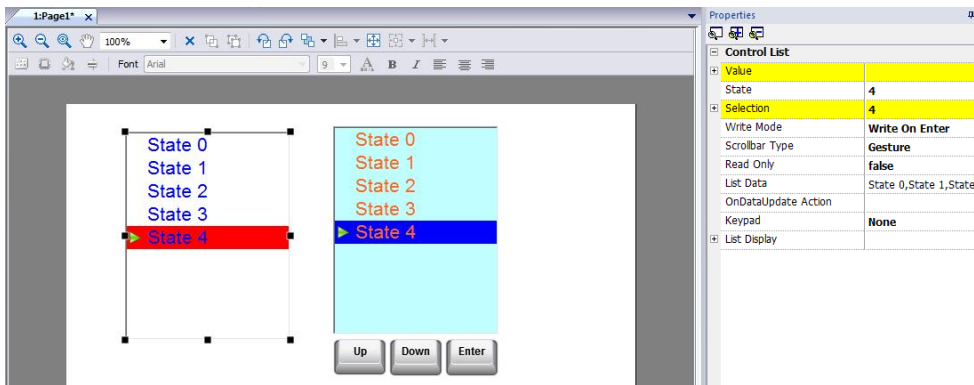 1:Page1*
100%
Font Arial 9 A B I
State 0
State 1
State 2
State 3
State 4
State 0
State 1
State 2
State 3
State 4
Up Down Enter
Properties
Control List
Value
State 4
Selection 4
Write Mode Write On Enter
Scrollbar Type Gesture
Read Only false
List Data State 0,State 1,State
OnDataUpdate Action
Keypad None
List Display